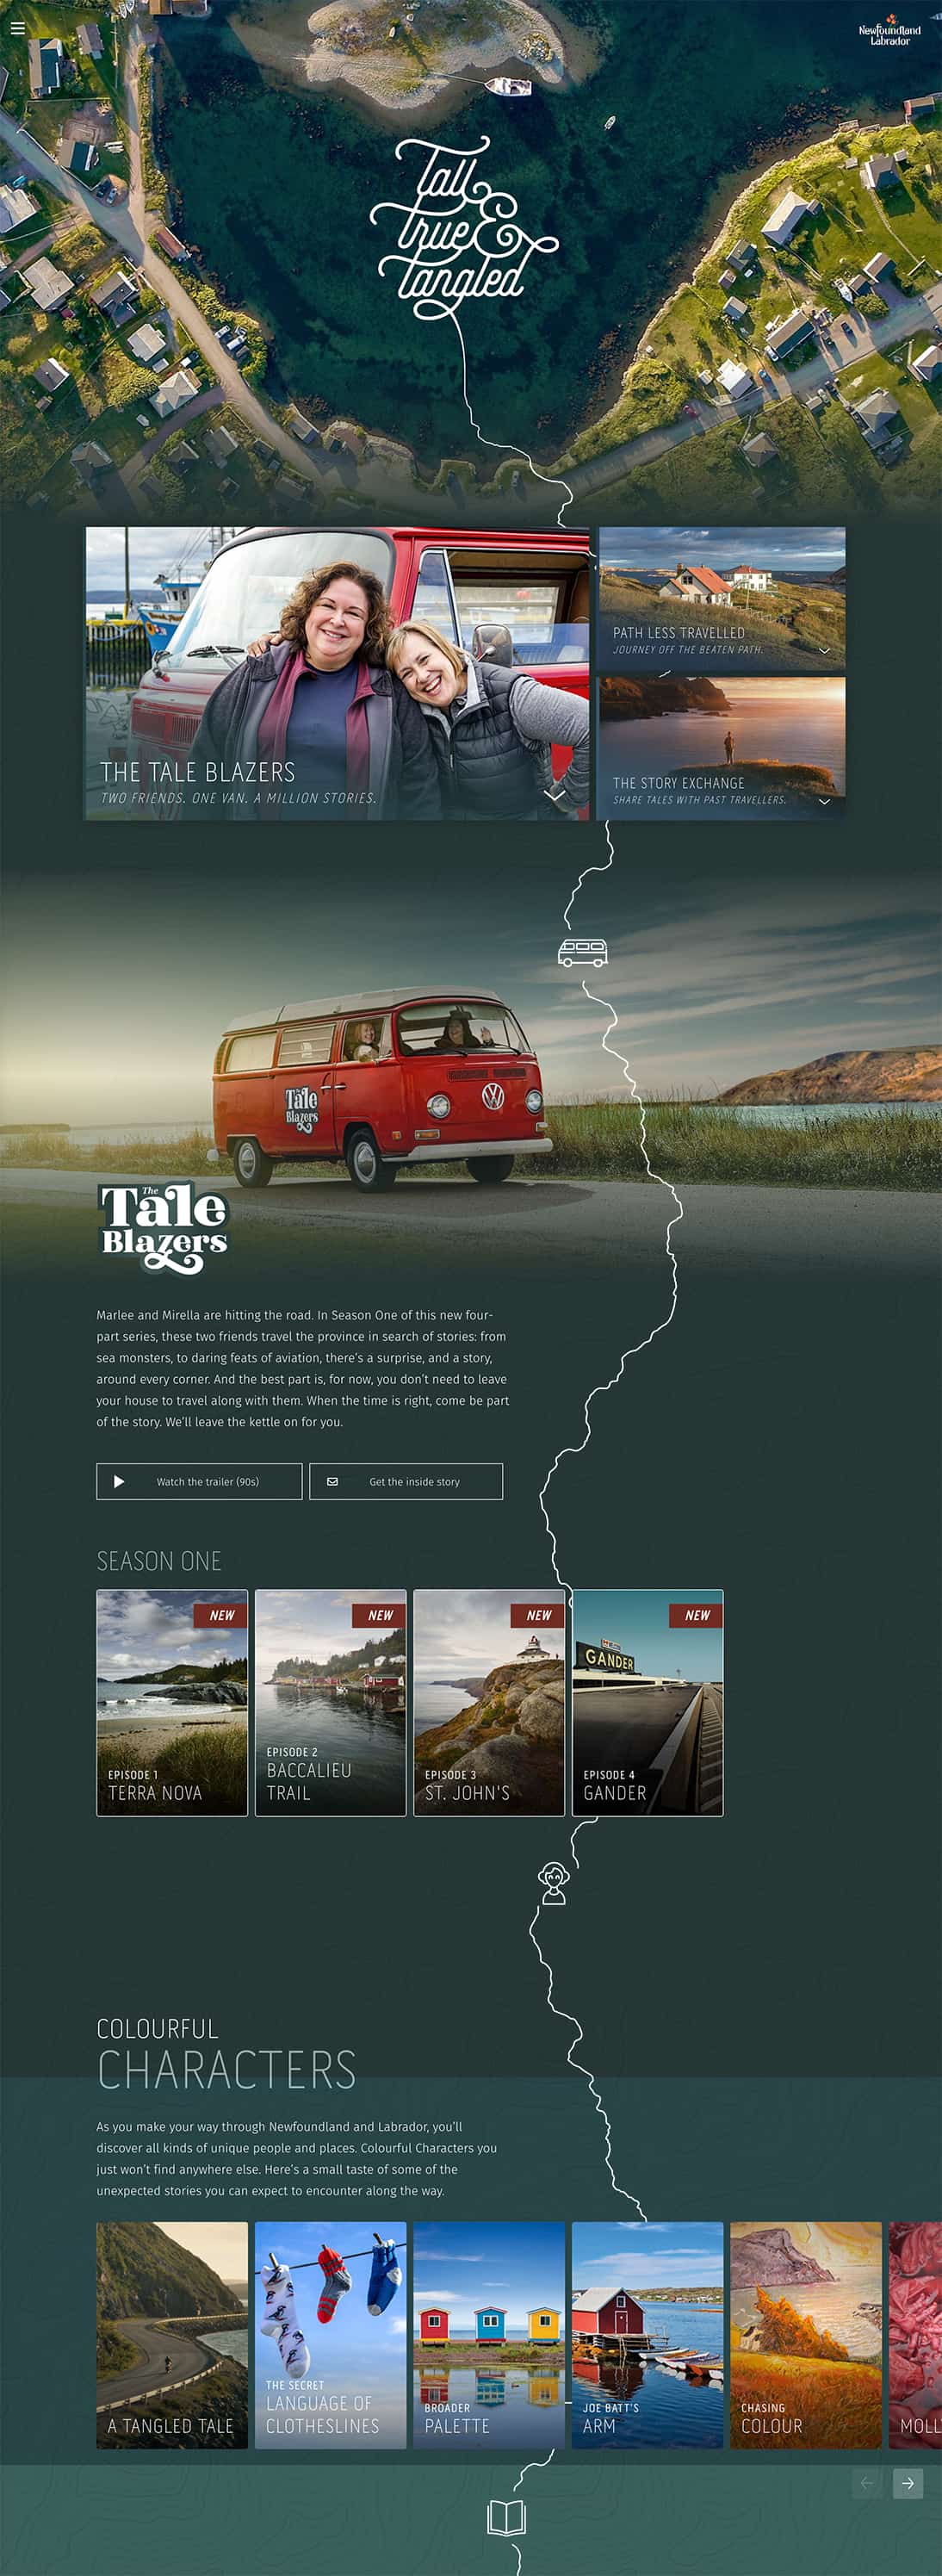 Newfoundland
Labrador
Tall
True &
Tangled
THE TALE BLAZERS
TWO FRIENDS. ONE VAN. A MILLION STORIES.
PATH LESS TRAVELLED
JOURNEY OFF THE BEATEN PATH.
THE STORY EXCHANGE
SHARE TALES WITH PAST TRAVELLERS.
The
Tale
Blazers
The
Tale
Blazers
Marlee and Mirella are hitting the road. In Season One of this new four-
part series, these two friends travel the province in search of stories: from
sea monsters, to daring feats of aviation, there's a surprise, and a story,
around every corner. And the best part is, for now, you don't need to leave
your house to travel along with them. When the time is right, come be part
of the story. We'll leave the kettle on for you.
Watch the trailer (90s)
Get the inside story
SEASON ONE
NEW
EPISODE 1
TERRA NOVA
NEW
EPISODE 2
BACCALIEU
TRAIL
NEW
EPISODE 3
ST. JOHN'S
NEW
GANDER
EPISODE 4
GANDER
COLOURFUL
CHARACTERS
As you make your way through Newfoundland and Labrador, you'll
discover all kinds of unique people and places. Colourful Characters you
just won't find anywhere else. Here's a small taste of some of the
unexpected stories you can expect to encounter along the way.
A TANGLED TALE
THE SECRET
LANGUAGE OF
CLOTHESLINES
BROADER
PALETTE
JOE BATT'S
ARM
CHASING
COLOUR
MOLL